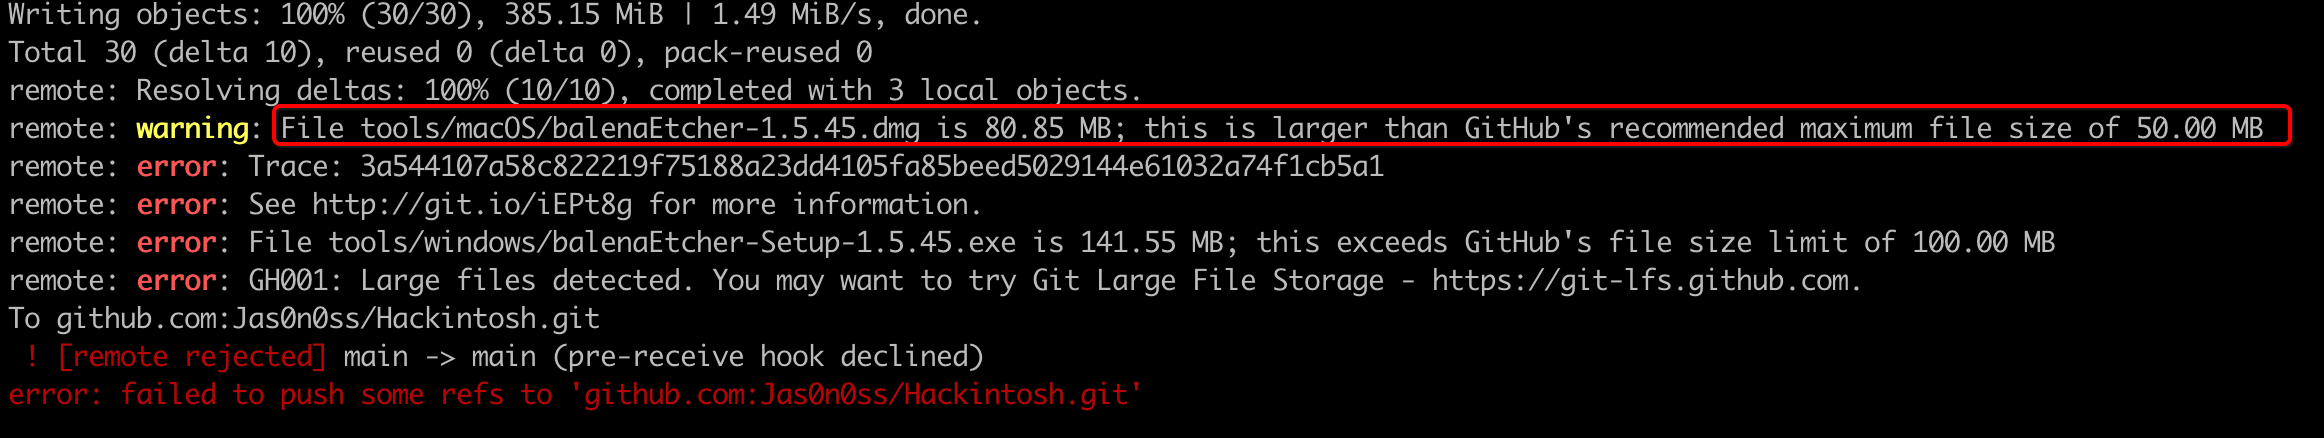 Writing objects: 100% (30/30), 385.15 MiB | 1.49 MiB/s, done.
Total 30 (delta 10), reused 0 (delta 0), pack-reused 0
remote: Resolving deltas: 100% (10/10), completed with 3 local objects.
remote: warning: File tools/macOS/balenaEtcher-1.5.45.dmg is 80.85 MB; this is larger than GitHub's recommended maximum file size of 50.00 MB
remote: error: Trace: 3a544107a58c822219f75188a23dd4105fa85beed5029144e61032a74f1cb5a1
remote: error: See http://git.io/iEPt8g for more information.
remote: error: File tools/windows/balenaEtcher-Setup-1.5.45.exe is 141.55 MB; this exceeds GitHub's file size limit of 100.00 MB
remote: error: GH001: Large files detected. You may want to try Git Large File Storage - https://git-lfs.github.com.
To github.com:Jas0n0ss/Hackintosh.git
 ! [remote rejected] main -> main (pre-receive hook declined)
error: failed to push some refs to 'github.com:Jas0n0ss/Hackintosh.git'